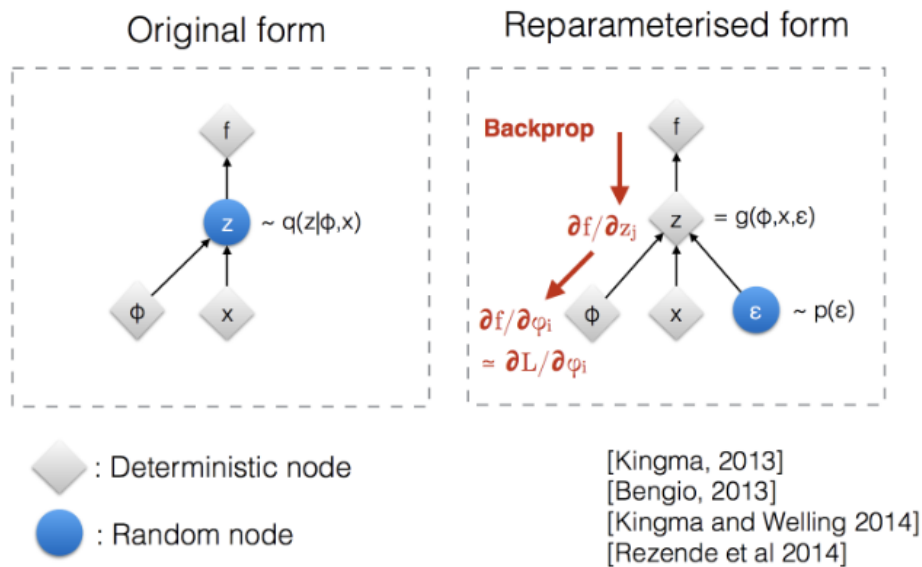 Original form
f
z ~ q(z|ϕ,x)
ϕ x
Reparameterised form
Backprop
f
∂f/∂zⱼ z = g(ϕ,x,ε)
∂f/∂φᵢ ϕ x ε ~ p(ε)
≃ ∂L/∂φᵢ
: Deterministic node
: Random node
[Kingma, 2013]
[Bengio, 2013]
[Kingma and Welling 2014]
[Rezende et al 2014]